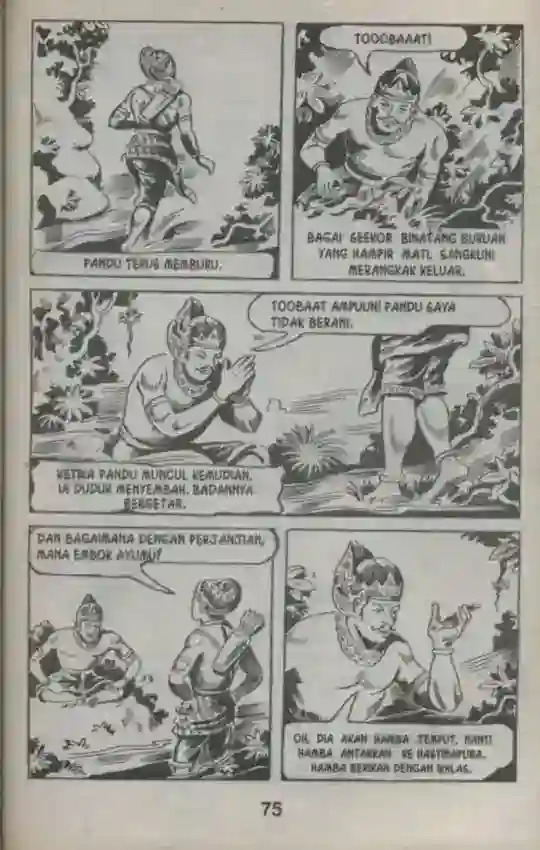 PANDU TERUS MEMBURU.
TOOOBAAAT!
BAGAI SEEKOR BINATANG BURUAN
YANG HAMPIR MATI, SANGKUNI
MERANGKAK KELUAR.
TOOBAAT AMPUUN! PANDU SAYA
TIDAK BERANI.
KETIKA PANDU MUNCUL KEMUDIAN,
IA DUDUK MENYEMBAH. BADANNYA
BERGETAR.
DAN BAGAIMANA DENGAN PERJANJIAN,
MANA EMBOK AYUMU?
OH, DIA AKAN HAMBA JEMPUT, NANTI
HAMBA ANTARKAN KE HASTINAPURA.
HAMBA BERIKAN DENGAN IKHLAS.
75